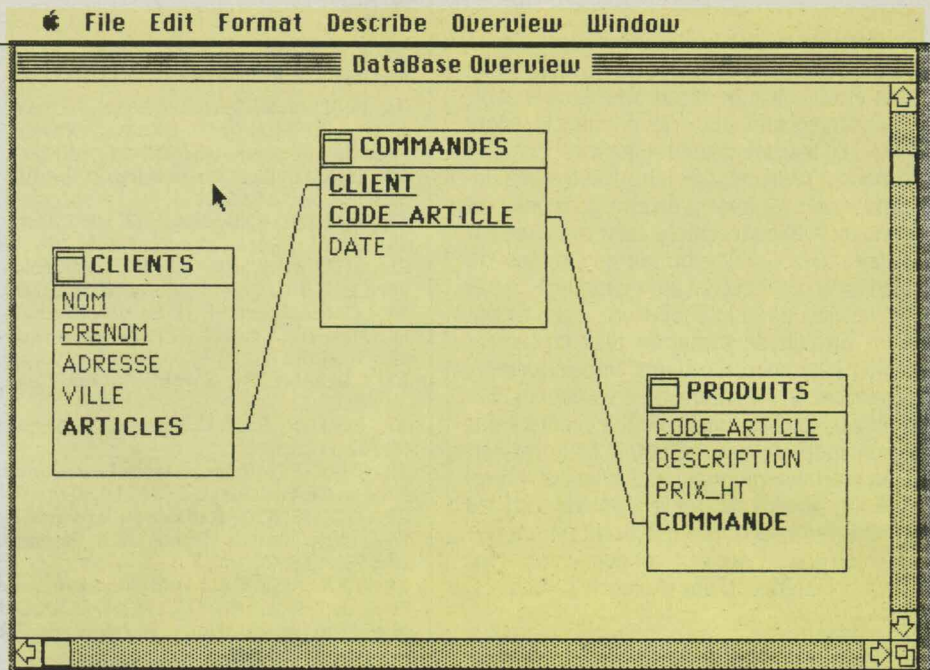 File Edit Format Describe Overview Window
DataBase Overview
COMMANDES
CLIENT
CODE_ARTICLE
DATE
CLIENTS
NOM
PRENOM
ADRESSE
VILLE
ARTICLES
PRODUITS
CODE_ARTICLE
DESCRIPTION
PRIX_HT
COMMANDE